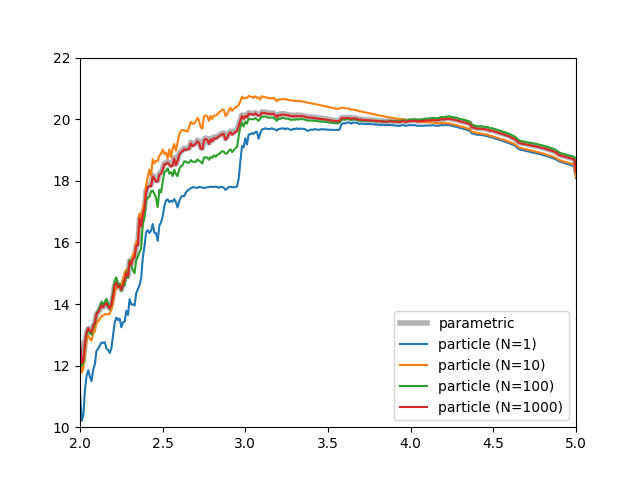 22
20
18
16
14
12
10
2.0 2.5 3.0 3.5 4.0 4.5 5.0
parametric
particle (N=1)
particle (N=10)
particle (N=100)
particle (N=1000)